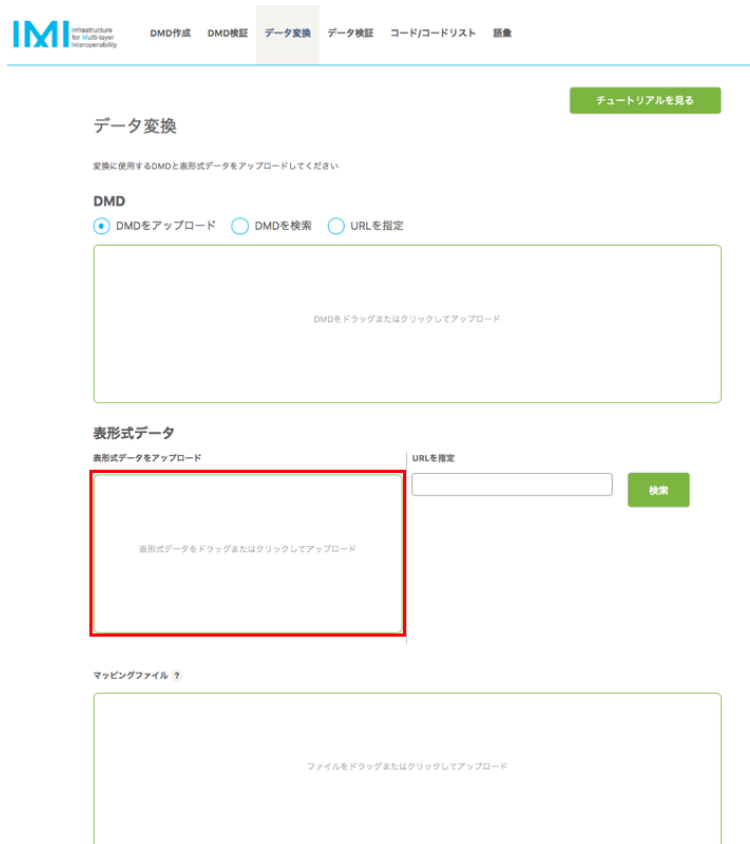 IMI
Infrastructure
for Multi-layer
Interoperability
DMD作成 DMD検証 データ変換 データ検証 コード/コードリスト 語彙
チュートリアルを見る
データ変換
変換に使用するDMDと表形式データをアップロードしてください
DMD
DMDをアップロード DMDを検索 URLを指定
DMDをドラッグまたはクリックしてアップロード
表形式データ
表形式データをアップロード URLを指定
検索
表形式データをドラッグまたはクリックしてアップロード
マッピングファイル ?
ファイルをドラッグまたはクリックしてアップロード